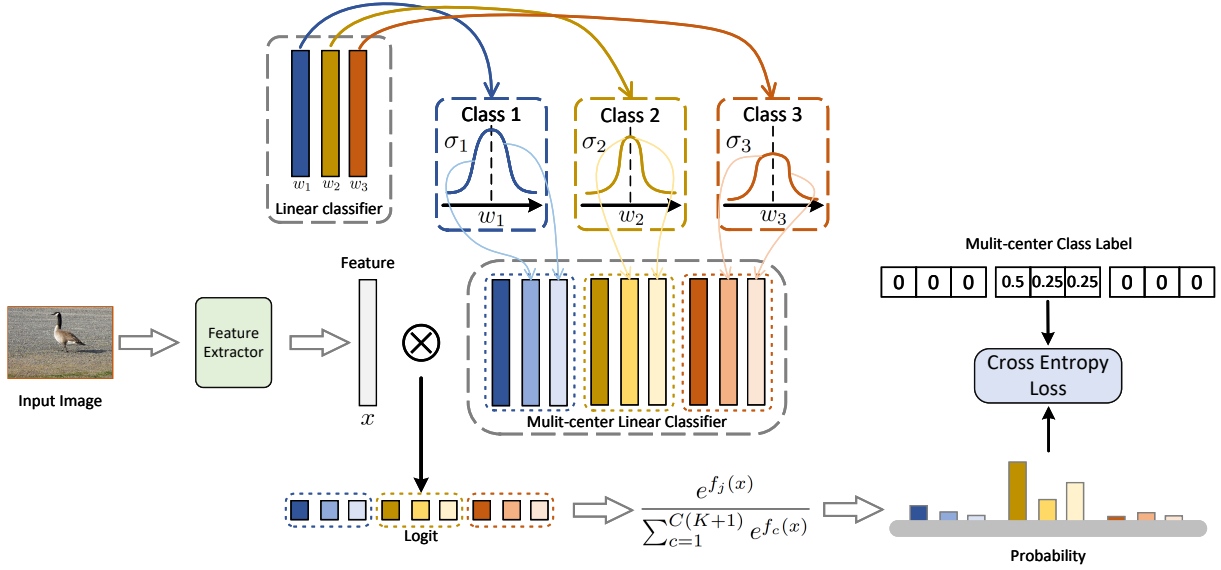 w₁ w₂ w₃
Linear classifier
Class 1
σ₁
w₁
Class 2
σ₂
w₂
Class 3
σ₃
w₃
Input Image
Feature
Extractor
Feature
x
Mulit-center Linear Classifier
Mulit-center Class Label
0 0 0 0.5 0.25 0.25 0 0 0
Cross Entropy
Loss
Logit
e^{f_j(x)}
∑_{c=1}^{C(K+1)} e^{f_c(x)}
Probability